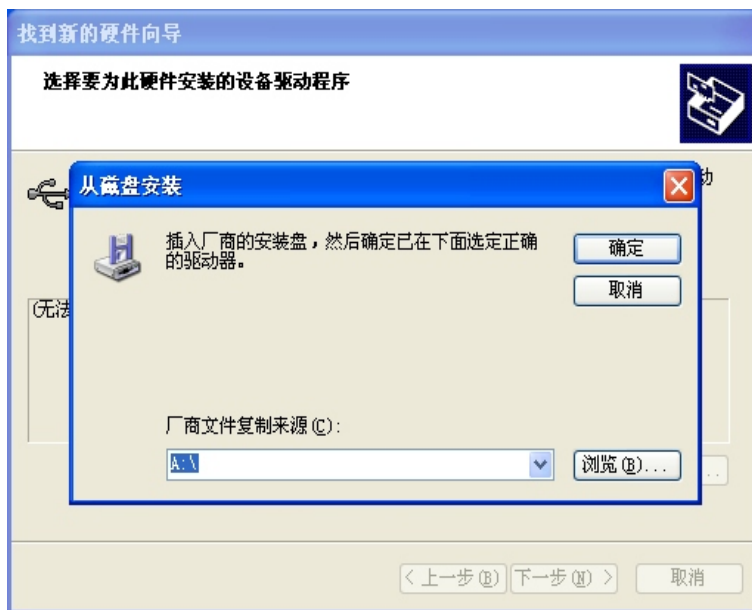 找到新的硬件向导
选择要为此硬件安装的设备驱动程序
动
从磁盘安装
插入厂商的安装盘，然后确定已在下面选定正确
的驱动器。
确定
取消
(无法
厂商文件复制来源(C):
A:\
浏览(B)...
..
< 上一步(B)
下一步(N) >
取消